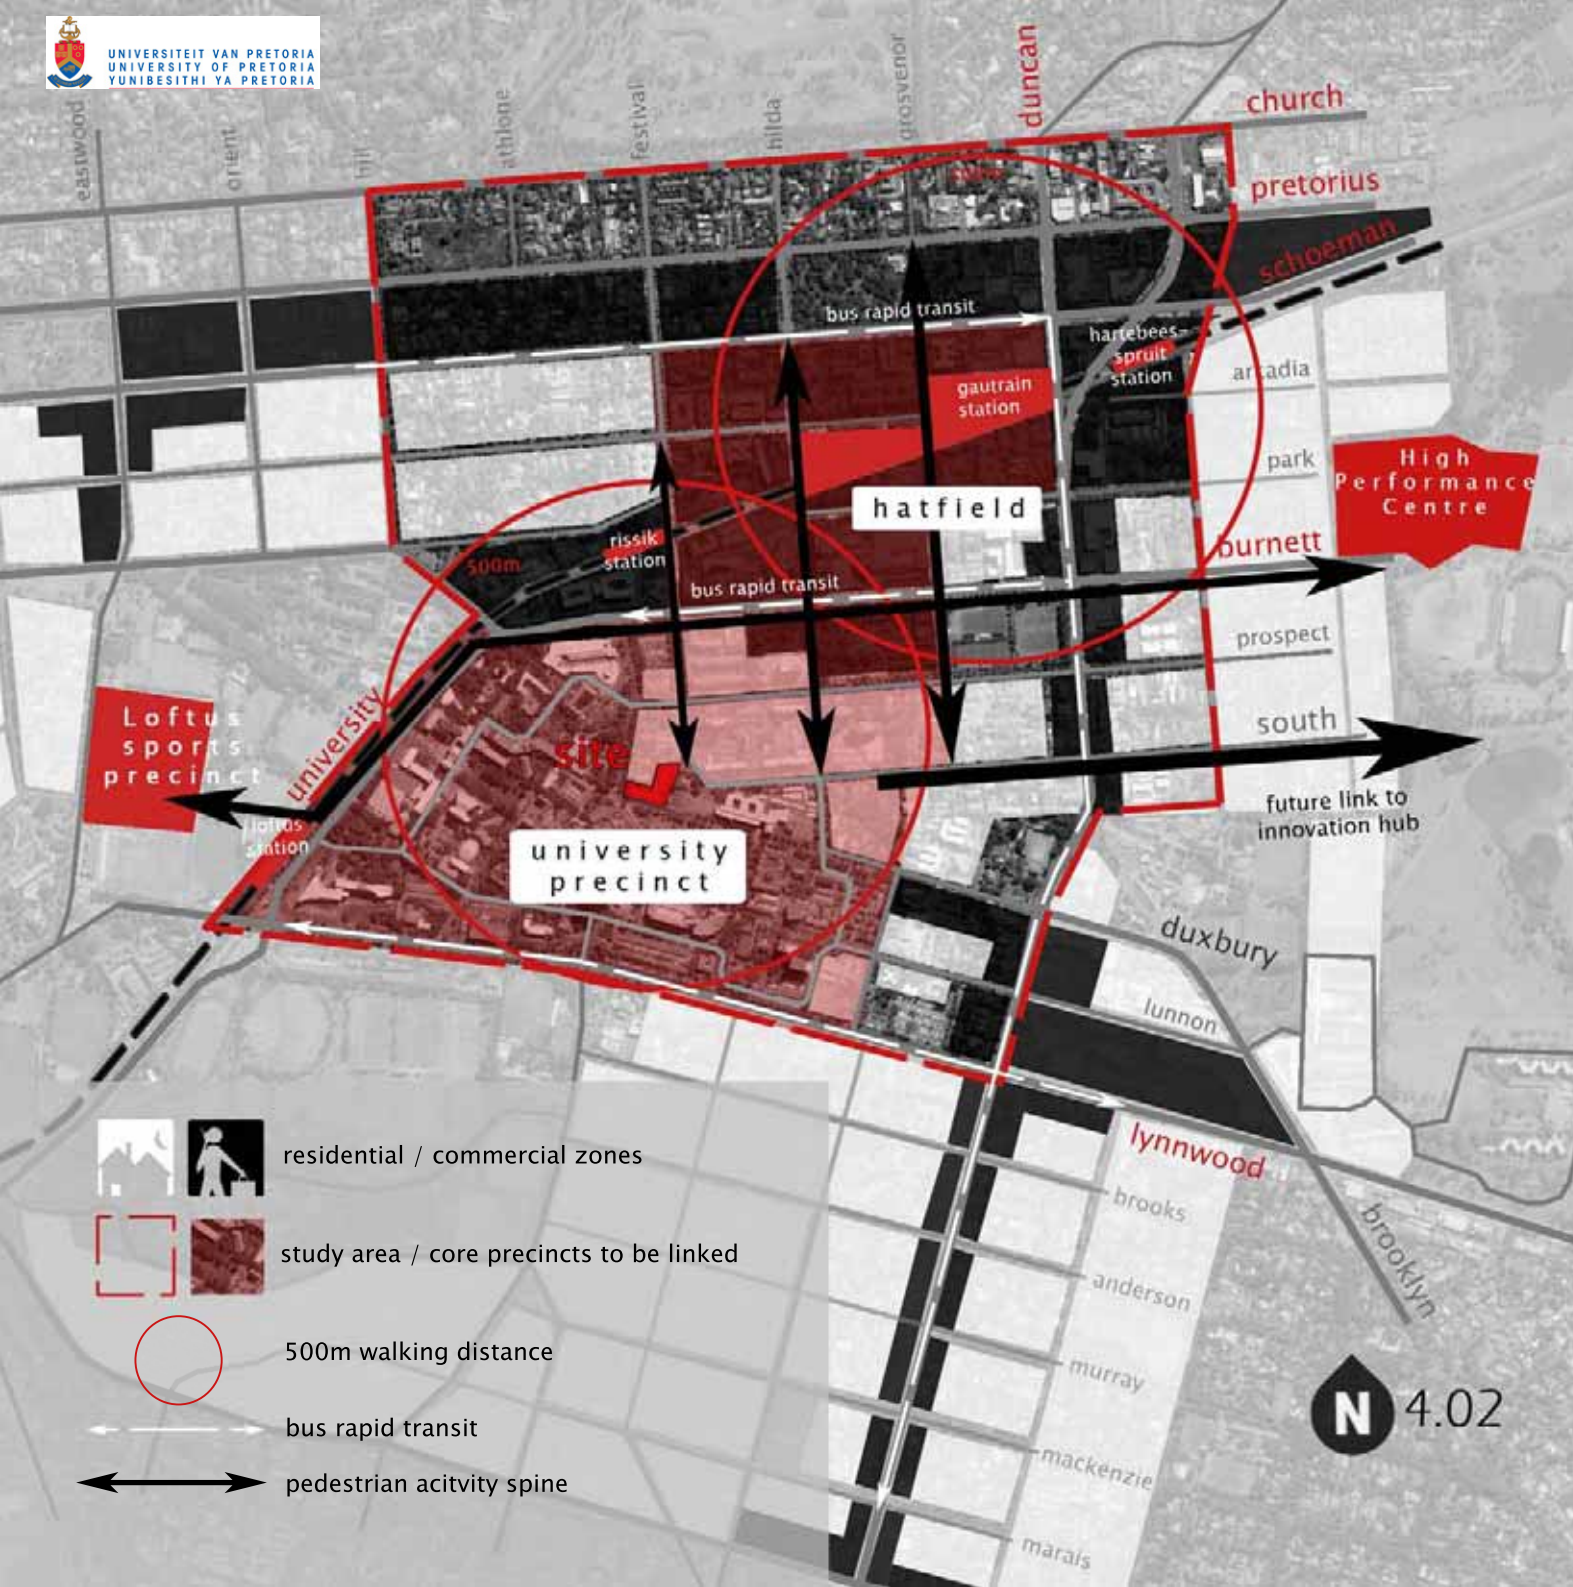 UNIVERSITEIT VAN PRETORIA
UNIVERSITY OF PRETORIA
YUNIBESITHI YA PRETORIA
eastwood
orient
hill
athlone
festival
hilda
grosvenor
duncan
church
pretorius
schoeman
500m
bus rapid transit
hartebees-
spruit
station
gautrain
station
arcadia
park
High
Performance
Centre
hatfield
burnett
rissik
station
500m
bus rapid transit
prospect
south
university
Loftus
sports
precinct
site
loftus
station
future link to
innovation hub
university
precinct
duxbury
lunnon
lynnwood
brooks
brooklyn
anderson
murray
mackenzie
marais
residential / commercial zones
study area / core precincts to be linked
500m walking distance
bus rapid transit
pedestrian acitvity spine
N 4.02